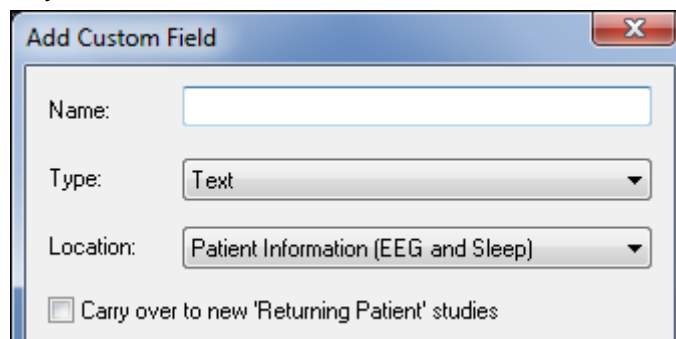 Add Custom Field
Name:
Type: Text
Location: Patient Information (EEG and Sleep)
Carry over to new 'Returning Patient' studies